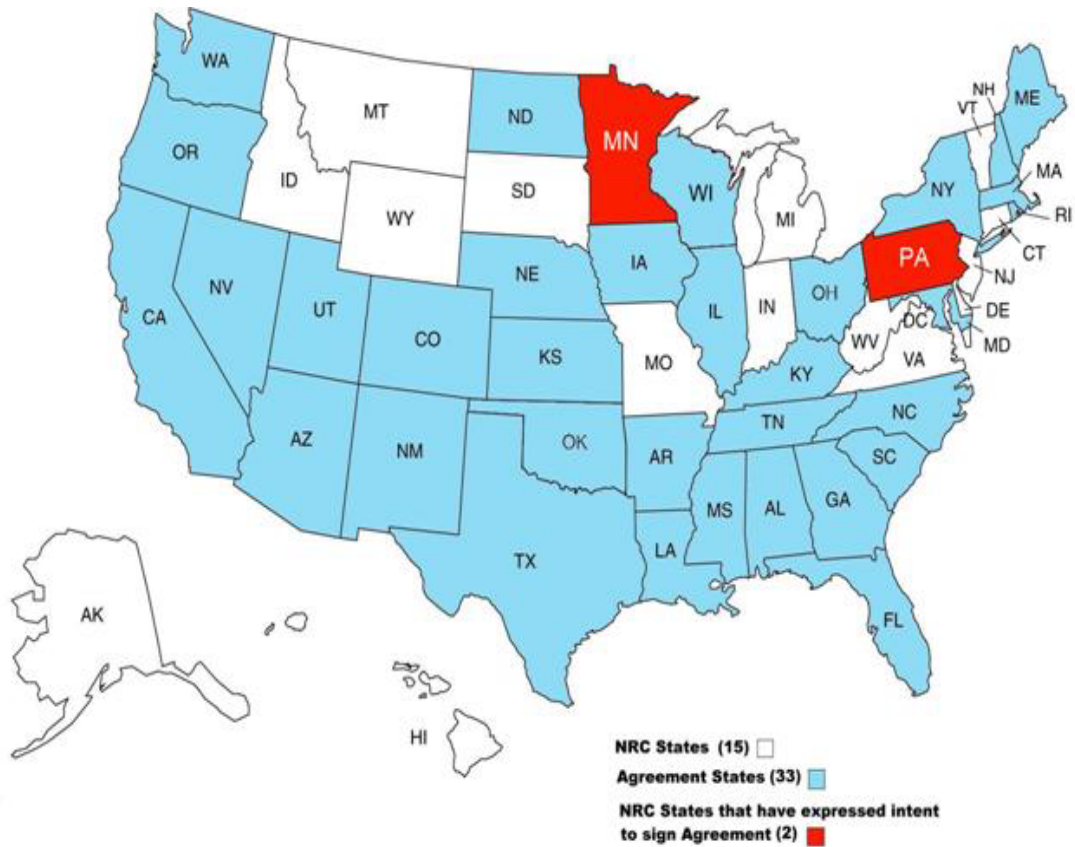 WA
MT
ND
MN
VT
NH
ME
OR
ID
SD
WI
MA
WY
MI
NY
RI
CT
NV
NE
IA
PA
NJ
CA
UT
CO
IL
IN
OH
DE
DC
MD
WV
VA
KS
MO
KY
AZ
NM
OK
AR
TN
NC
SC
MS
AL
GA
TX
LA
FL
AK
HI
NRC States (15)
Agreement States (33)
NRC States that have expressed intent
to sign Agreement (2)